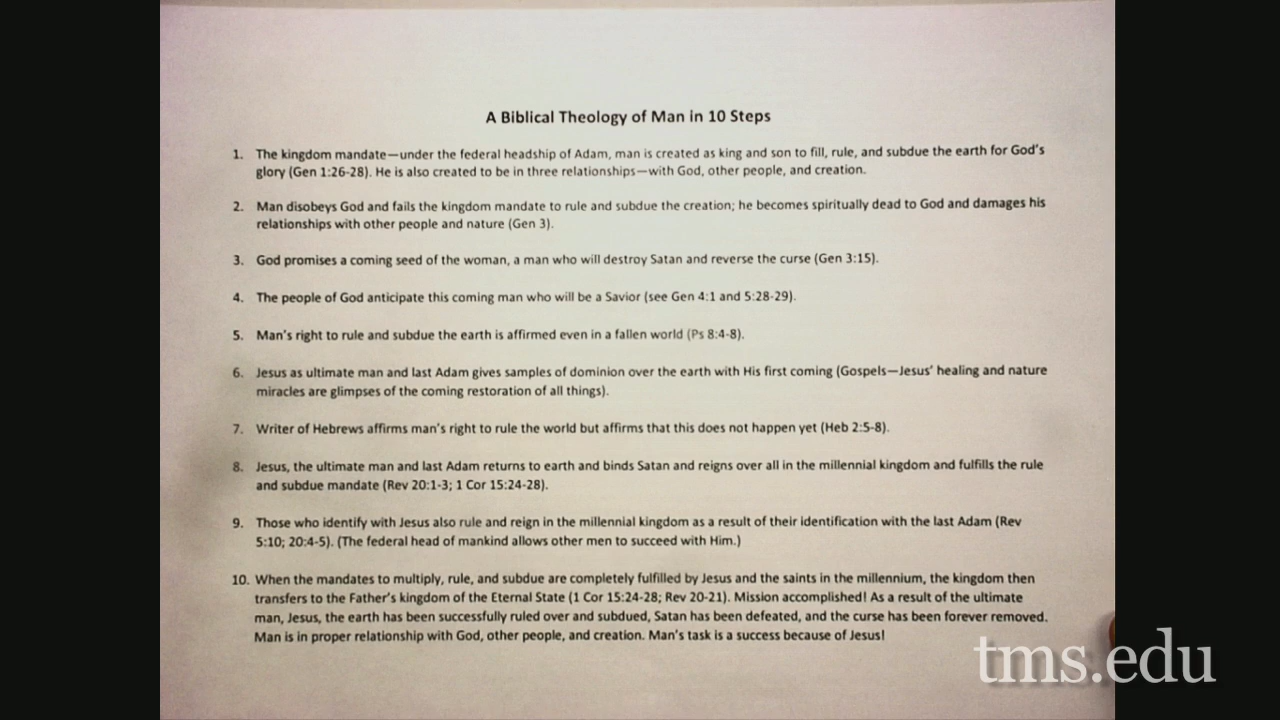 A Biblical Theology of Man in 10 Steps
1. The kingdom mandate—under the federal headship of Adam, man is created as king and son to fill, rule, and subdue the earth for God's
glory (Gen 1:26-28). He is also created to be in three relationships—with God, other people, and creation.
2. Man disobeys God and fails the kingdom mandate to rule and subdue the creation; he becomes spiritually dead to God and damages his
relationships with other people and nature (Gen 3).
3. God promises a coming seed of the woman, a man who will destroy Satan and reverse the curse (Gen 3:15).
4. The people of God anticipate this coming man who will be a Savior (see Gen 4:1 and 5:28-29).
5. Man's right to rule and subdue the earth is affirmed even in a fallen world (Ps 8:4-8).
6. Jesus as ultimate man and last Adam gives samples of dominion over the earth with His first coming (Gospels—Jesus' healing and nature
miracles are glimpses of the coming restoration of all things).
7. Writer of Hebrews affirms man's right to rule the world but affirms that this does not happen yet (Heb 2:5-8).
8. Jesus, the ultimate man and last Adam returns to earth and binds Satan and reigns over all in the millennial kingdom and fulfills the rule
and subdue mandate (Rev 20:1-3; 1 Cor 15:24-28).
9. Those who identify with Jesus also rule and reign in the millennial kingdom as a result of their identification with the last Adam (Rev
5:10; 20:4-5). (The federal head of mankind allows other men to succeed with Him.)
10. When the mandates to multiply, rule, and subdue are completely fulfilled by Jesus and the saints in the millennium, the kingdom then
transfers to the Father's kingdom of the Eternal State (1 Cor 15:24-28; Rev 20-21). Mission accomplished! As a result of the ultimate
man, Jesus, the earth has been successfully ruled over and subdued, Satan has been defeated, and the curse has been forever removed.
Man is in proper relationship with God, other people, and creation. Man's task is a success because of Jesus!
tms.edu